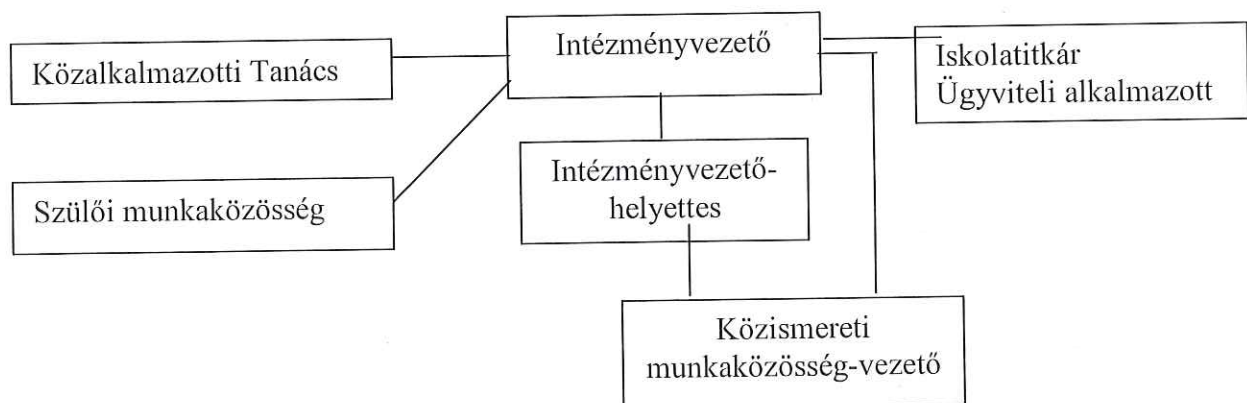 Intézményvezető
Közalkalmazotti Tanács
Iskolatitkár
Ügyviteli alkalmazott
Szülői munkaközösség
Intézményvezető-
helyettes
Közismereti
munkaközösség-vezető